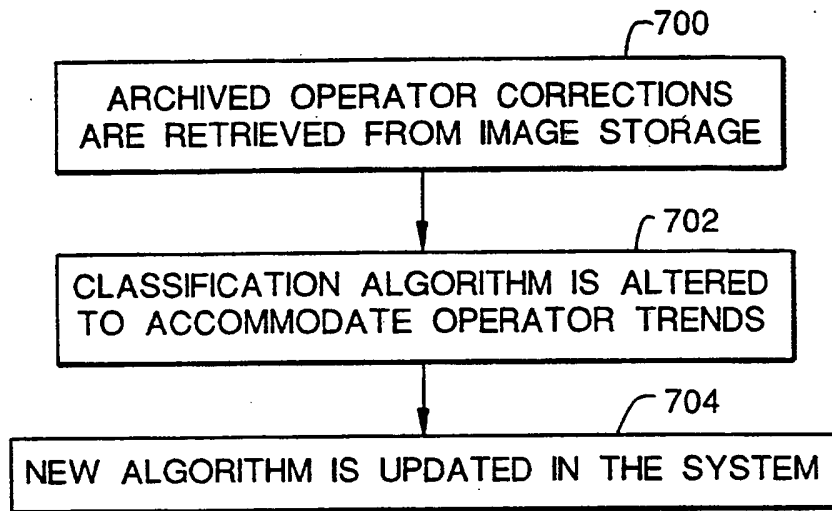 700
ARCHIVED OPERATOR CORRECTIONS
ARE RETRIEVED FROM IMAGE STORAGE
702
CLASSIFICATION ALGORITHM IS ALTERED
TO ACCOMMODATE OPERATOR TRENDS
704
NEW ALGORITHM IS UPDATED IN THE SYSTEM